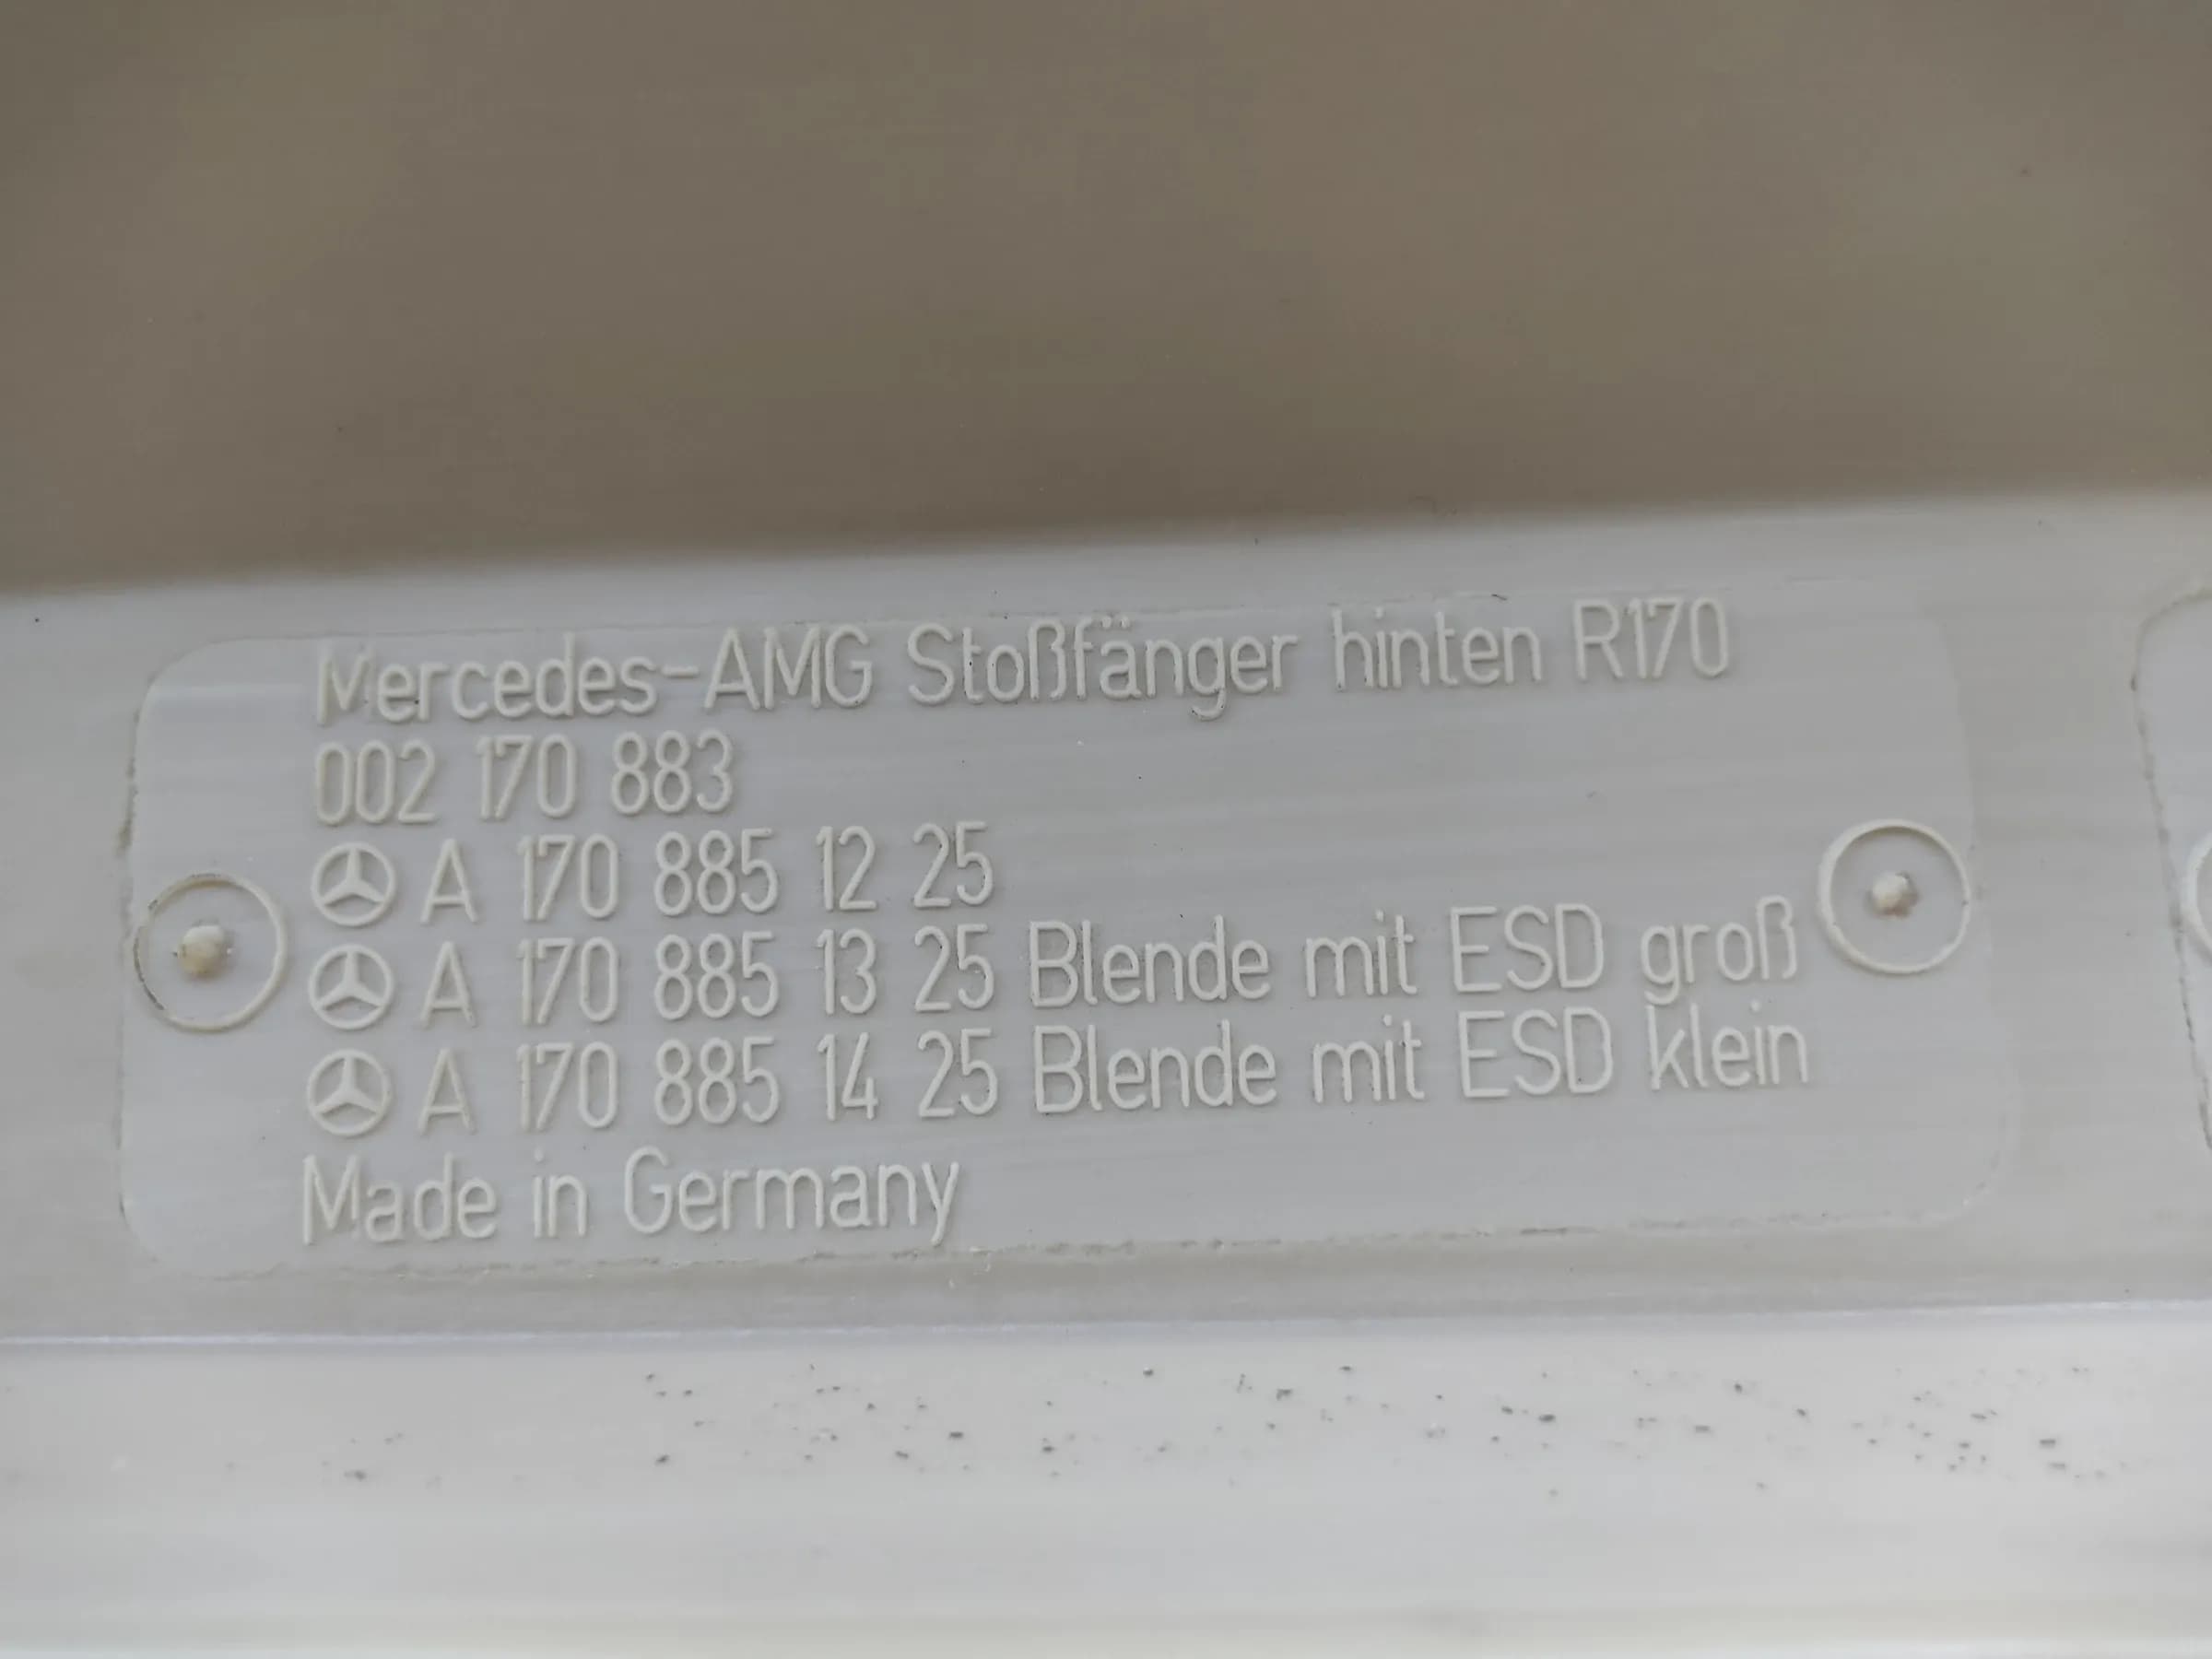 Mercedes-AMG Stoßfänger hinten R170
002 170 883
A 170 885 12 25
A 170 885 13 25 Blende mit ESD groß
A 170 885 14 25 Blende mit ESD klein
Made in Germany